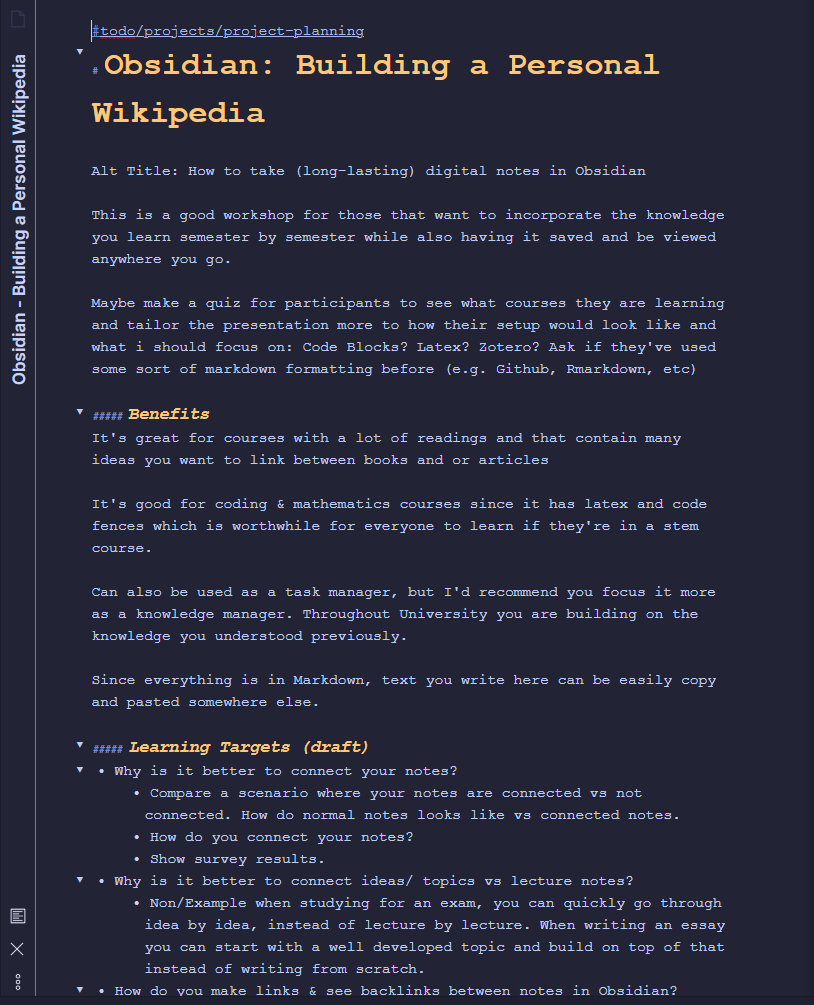 Obsidian - Building a Personal Wikipedia
#todo/projects/project-planning
# Obsidian: Building a Personal
Wikipedia
Alt Title: How to take (long-lasting) digital notes in Obsidian
This is a good workshop for those that want to incorporate the knowledge
you learn semester by semester while also having it saved and be viewed
anywhere you go.
Maybe make a quiz for participants to see what courses they are learning
and tailor the presentation more to how their setup would look like and
what i should focus on: Code Blocks? Latex? Zotero? Ask if they've used
some sort of markdown formatting before (e.g. Github, Rmarkdown, etc)
##### Benefits
It's great for courses with a lot of readings and that contain many
ideas you want to link between books and or articles
It's good for coding & mathematics courses since it has latex and code
fences which is worthwhile for everyone to learn if they're in a stem
course.
Can also be used as a task manager, but I'd recommend you focus it more
as a knowledge manager. Throughout University you are building on the
knowledge you understood previously.
Since everything is in Markdown, text you write here can be easily copy
and pasted somewhere else.
##### Learning Targets (draft)
• Why is it better to connect your notes?
• Compare a scenario where your notes are connected vs not
connected. How do normal notes looks like vs connected notes.
• How do you connect your notes?
• Show survey results.
• Why is it better to connect ideas/ topics vs lecture notes?
• Non/Example when studying for an exam, you can quickly go through
idea by idea, instead of lecture by lecture. When writing an essay
you can start with a well developed topic and build on top of that
instead of writing from scratch.
• How do you make links & see backlinks between notes in Obsidian?